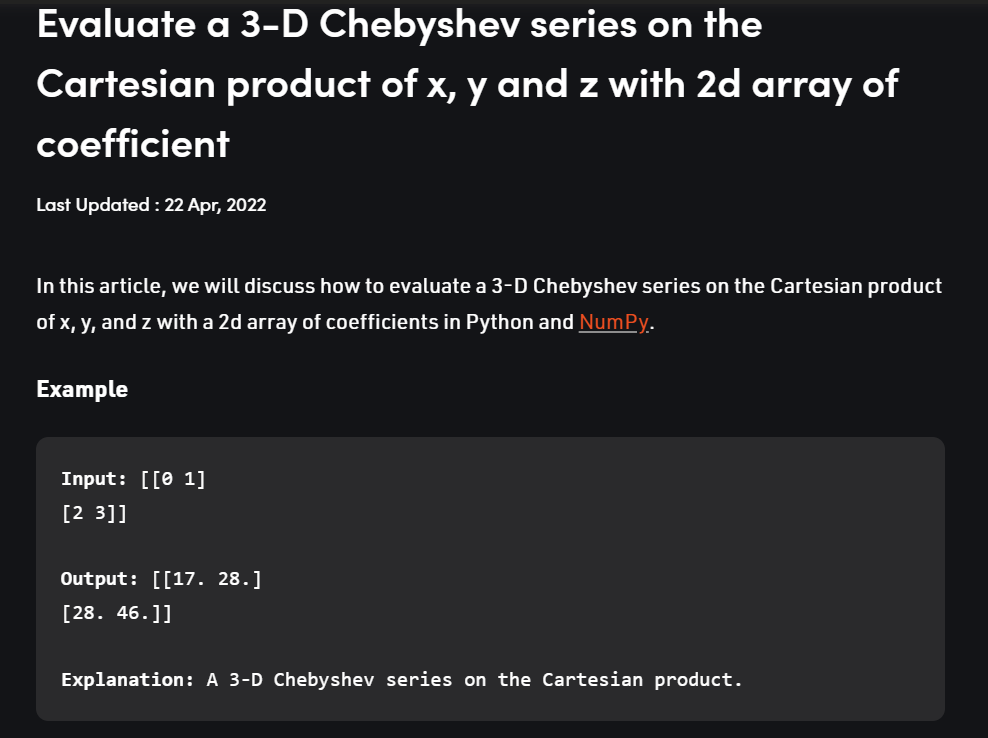 Evaluate a 3-D Chebyshev series on the
Cartesian product of x, y and z with 2d array of
coefficient
Last Updated : 22 Apr, 2022
In this article, we will discuss how to evaluate a 3-D Chebyshev series on the Cartesian product
of x, y, and z with a 2d array of coefficients in Python and NumPy.
Example
Input: [[0 1]
[2 3]]
Output: [[17. 28.]
[28. 46.]]
Explanation: A 3-D Chebyshev series on the Cartesian product.